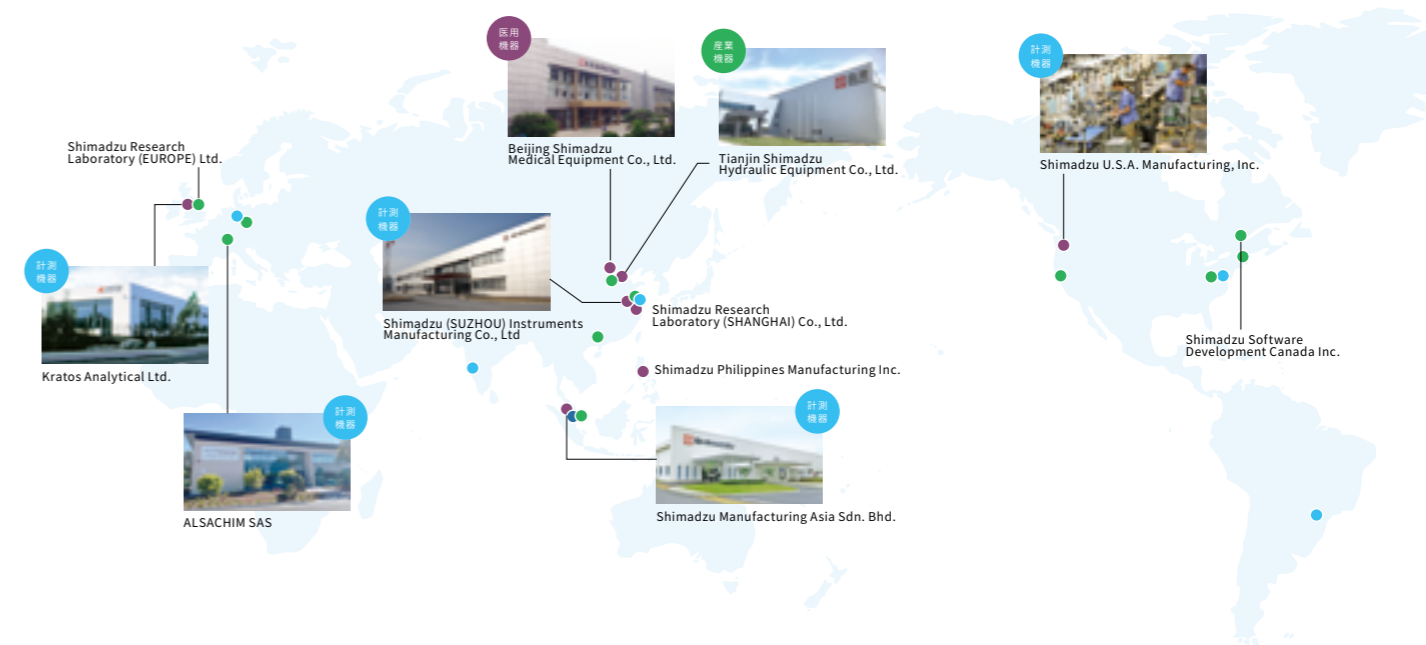 医用
機器
産業
機器
計測
機器
Beijing Shimadzu
Medical Equipment Co., Ltd.
Tianjin Shimadzu
Hydraulic Equipment Co., Ltd.
Shimadzu U.S.A. Manufacturing, Inc.
Shimadzu Research
Laboratory (EUROPE) Ltd.
計測
機器
計測
機器
Shimadzu (SUZHOU) Instruments
Manufacturing Co., Ltd
Shimadzu Research
Laboratory (SHANGHAI) Co., Ltd.
Shimadzu Software
Development Canada Inc.
Kratos Analytical Ltd.
Shimadzu Philippines Manufacturing Inc.
計測
機器
計測
機器
ALSACHIM SAS
Shimadzu Manufacturing Asia Sdn. Bhd.